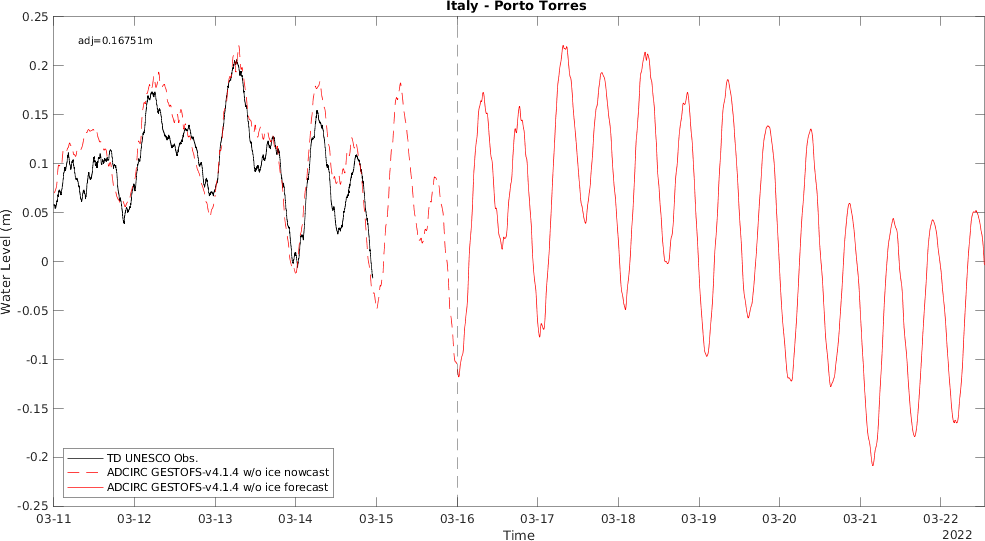 Italy - Porto Torres
adj=0.16751m
0.25
0.2
0.15
0.1
0.05
0
-0.05
-0.1
-0.15
-0.2
-0.25
Water Level (m)
TD UNESCO Obs.
ADCIRC GESTOFS-v4.1.4 w/o ice nowcast
ADCIRC GESTOFS-v4.1.4 w/o ice forecast
03-11 03-12 03-13 03-14 03-15 03-16 03-17 03-18 03-19 03-20 03-21 03-22
Time
2022